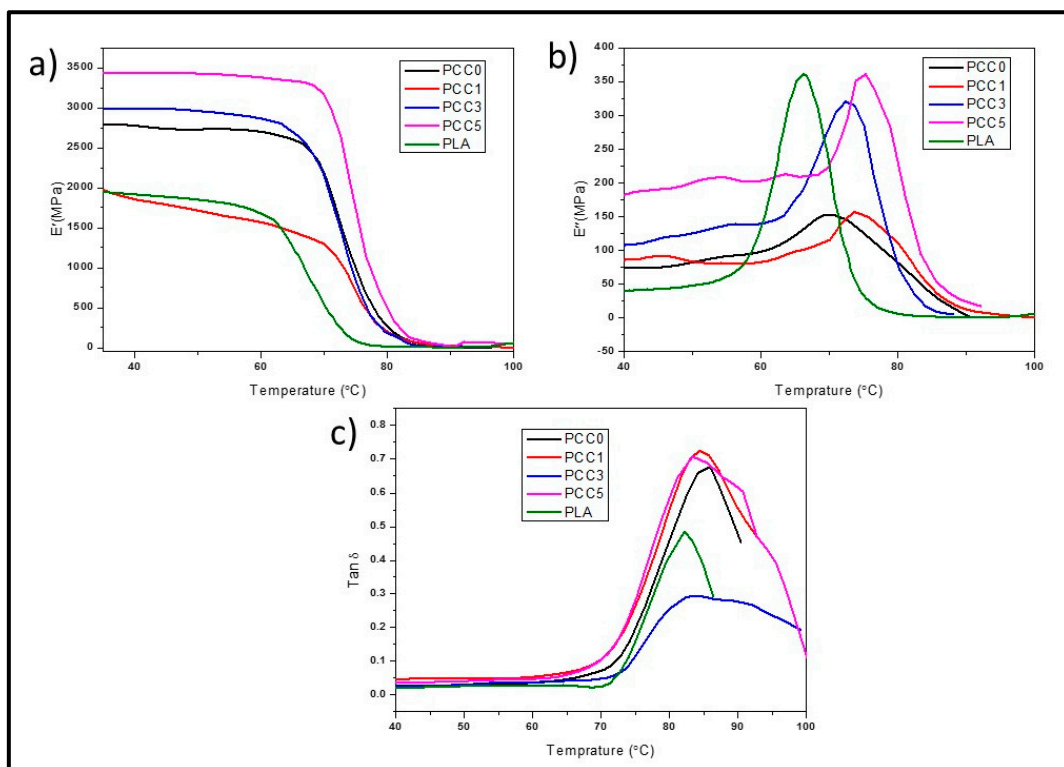 a)
PCC0
PCC1
PCC3
PCC5
PLA
3500
3000
2500
2000
1500
1000
500
0
E'(MPa)
40
60
80
100
Temperature (°C)
b)
PCC0
PCC1
PCC3
PCC5
PLA
400
350
300
250
200
150
100
50
0
-50
E''(MPa)
40
60
80
100
Temprature (°C)
c)
PCC0
PCC1
PCC3
PCC5
PLA
0.7
0.6
0.5
0.4
0.3
0.2
0.1
0.0
Tan δ
40
50
60
70
80
90
100
Temprature (°C)